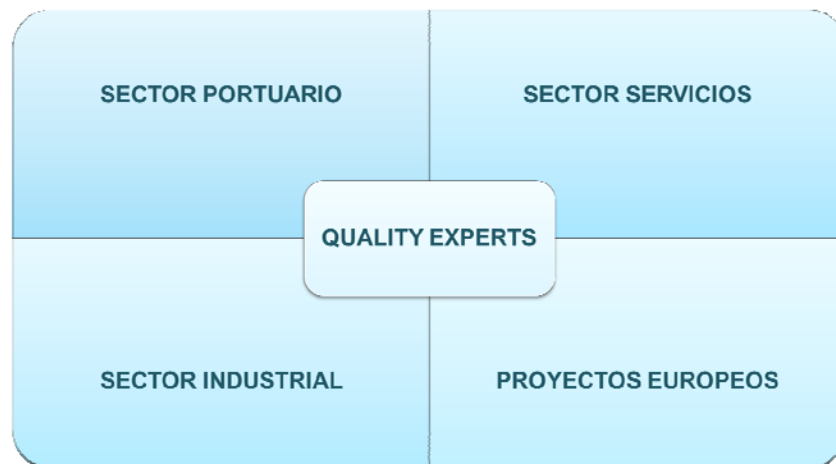 SECTOR PORTUARIO
SECTOR SERVICIOS
QUALITY EXPERTS
SECTOR INDUSTRIAL
PROYECTOS EUROPEOS